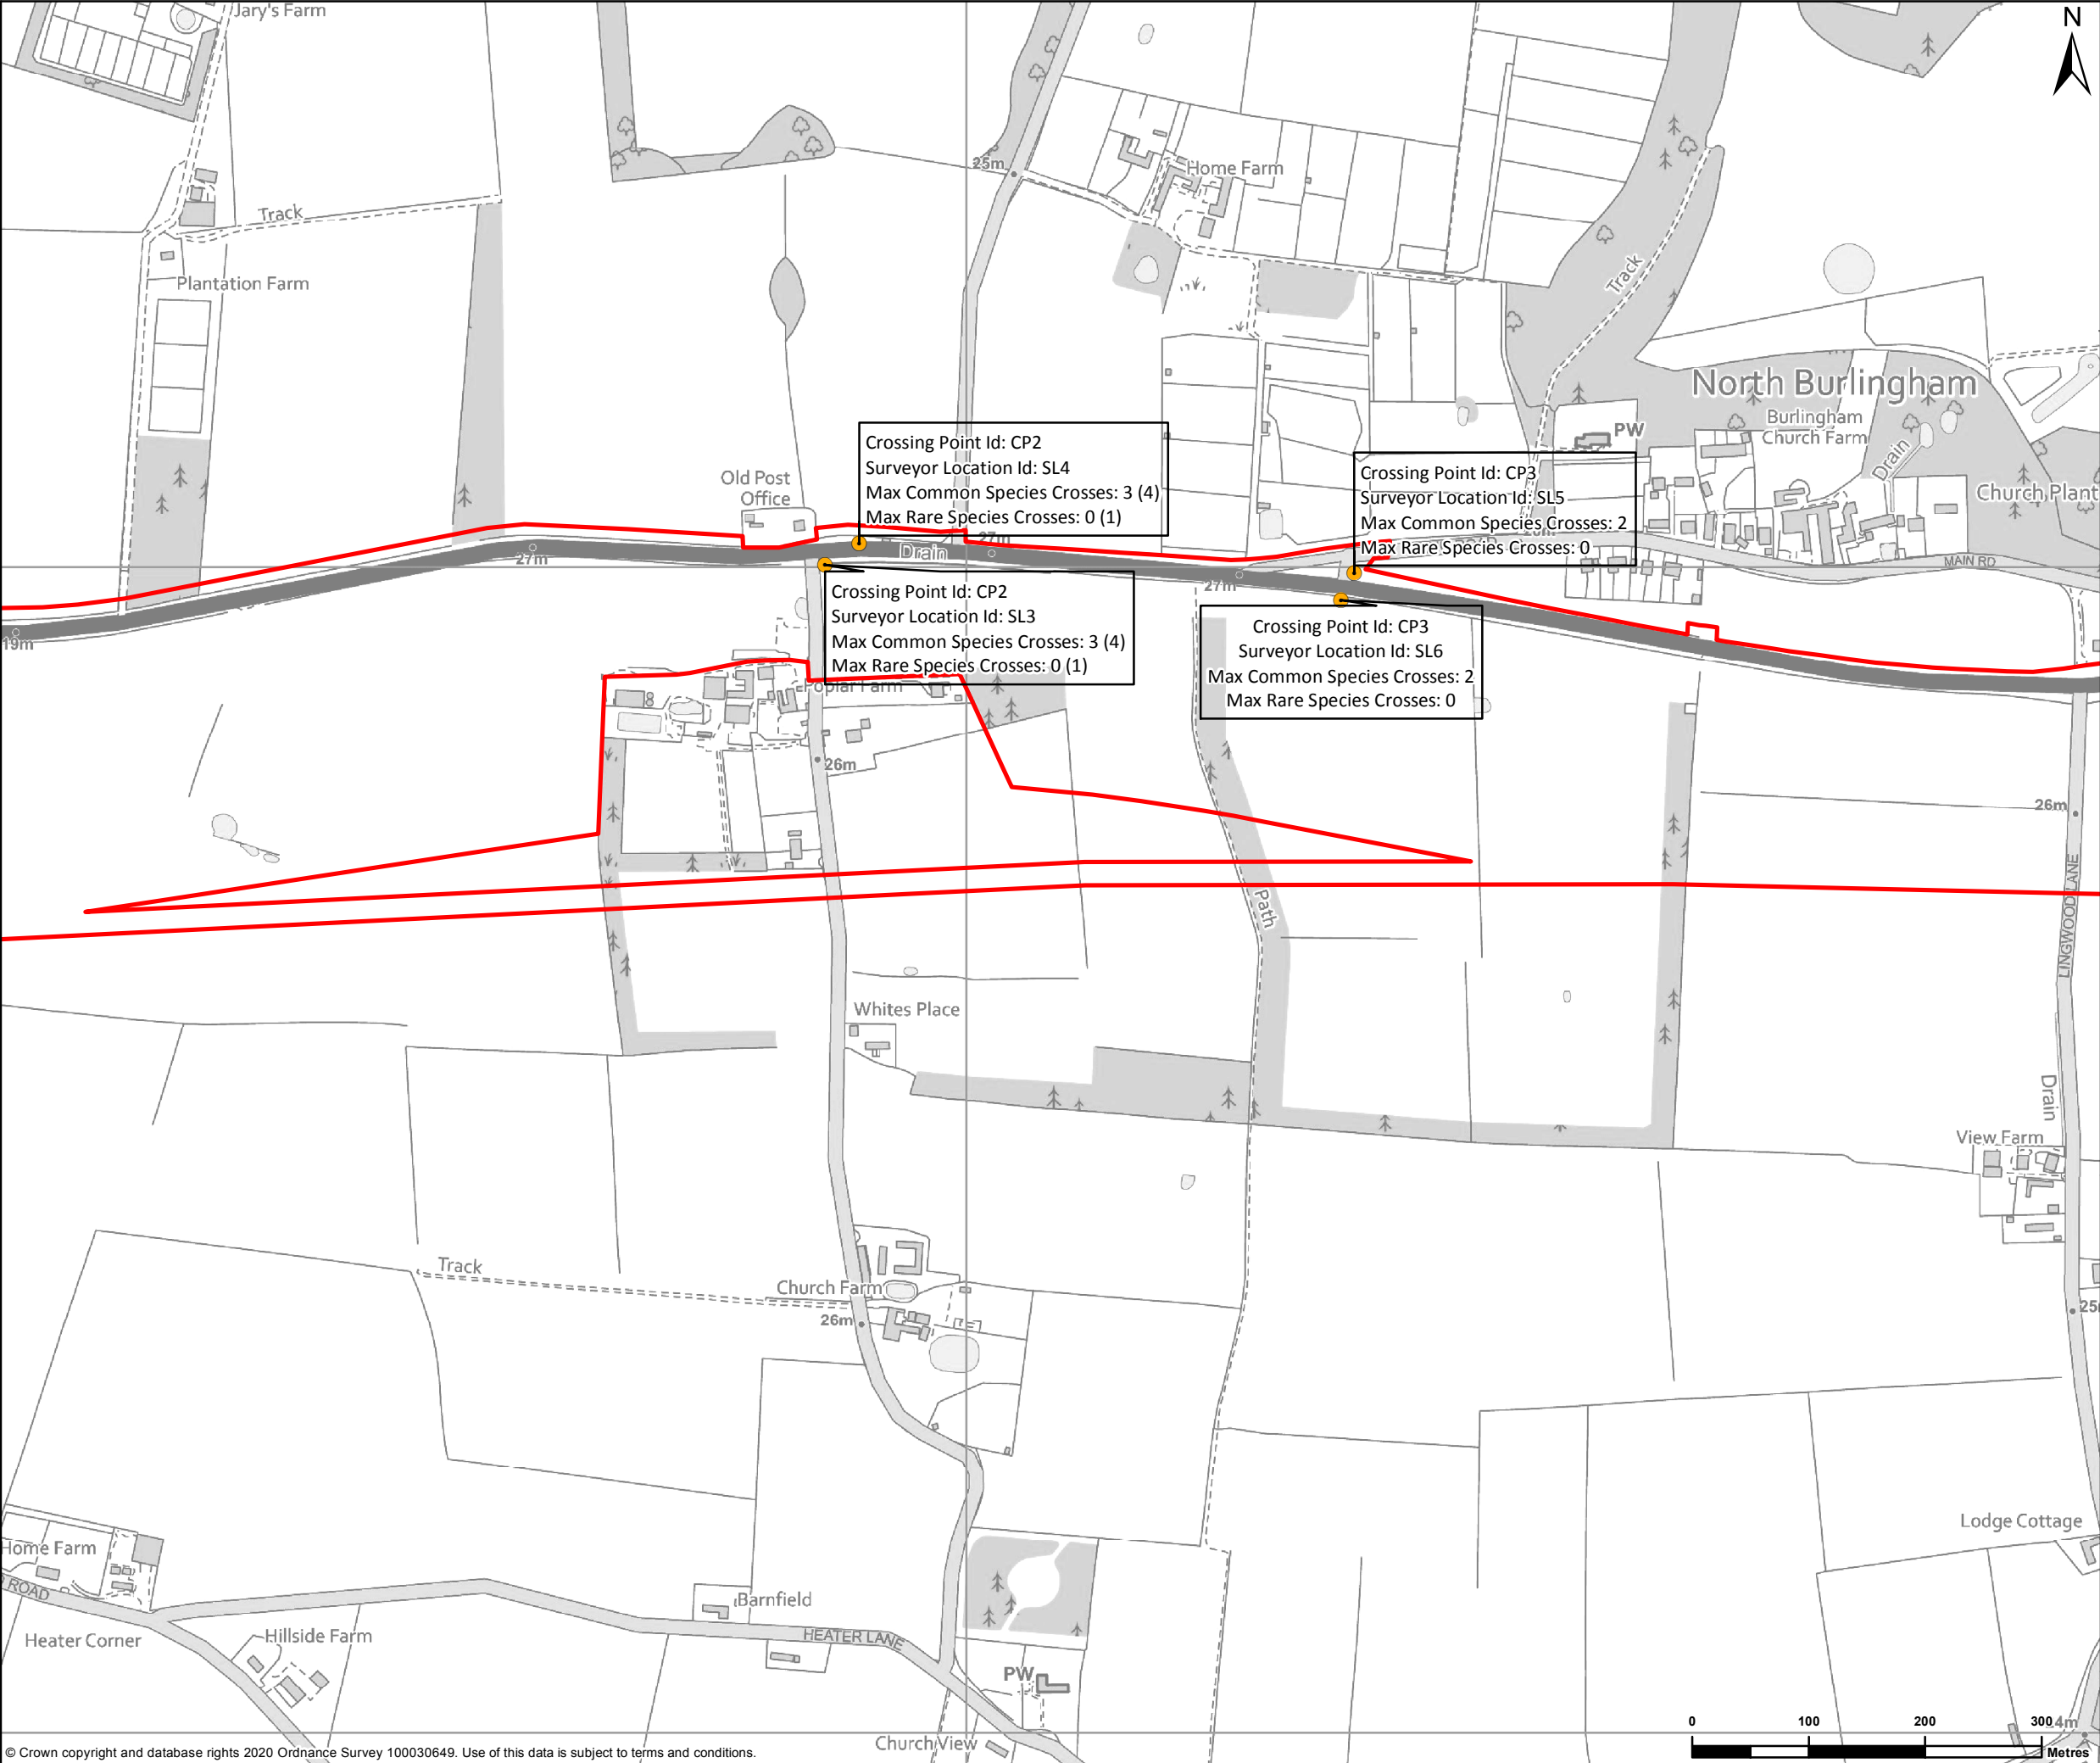 Jary's Farm
N
25m
Home Farm
Track
Plantation Farm
Track
North Burlingham
Burlingham
Church Farm
PW
Drain
Church Plant
Old Post
Office
Crossing Point Id: CP2
Surveyor Location Id: SL4
Max Common Species Crosses: 3 (4)
Max Rare Species Crosses: 0 (1)
Crossing Point Id: CP3
Surveyor Location Id: SL5
Max Common Species Crosses: 2
Max Rare Species Crosses: 0
27m
Drain
27m
27m
MAIN RD
19m
Crossing Point Id: CP2
Surveyor Location Id: SL3
Max Common Species Crosses: 3 (4)
Max Rare Species Crosses: 0 (1)
Crossing Point Id: CP3
Surveyor Location Id: SL6
Max Common Species Crosses: 2
Max Rare Species Crosses: 0
Poplar Farm
26m
26m
LINGWOOD LANE
Path
Whites Place
Drain
View Farm
Track
Church Farm
26m
25
Lodge Cottage
Home Farm
ROAD
Barnfield
Heater Corner
Hillside Farm
HEATER LANE
PW
Church View
0 100 200 300
4m
Metres
© Crown copyright and database rights 2020 Ordnance Survey 100030649. Use of this data is subject to terms and conditions.